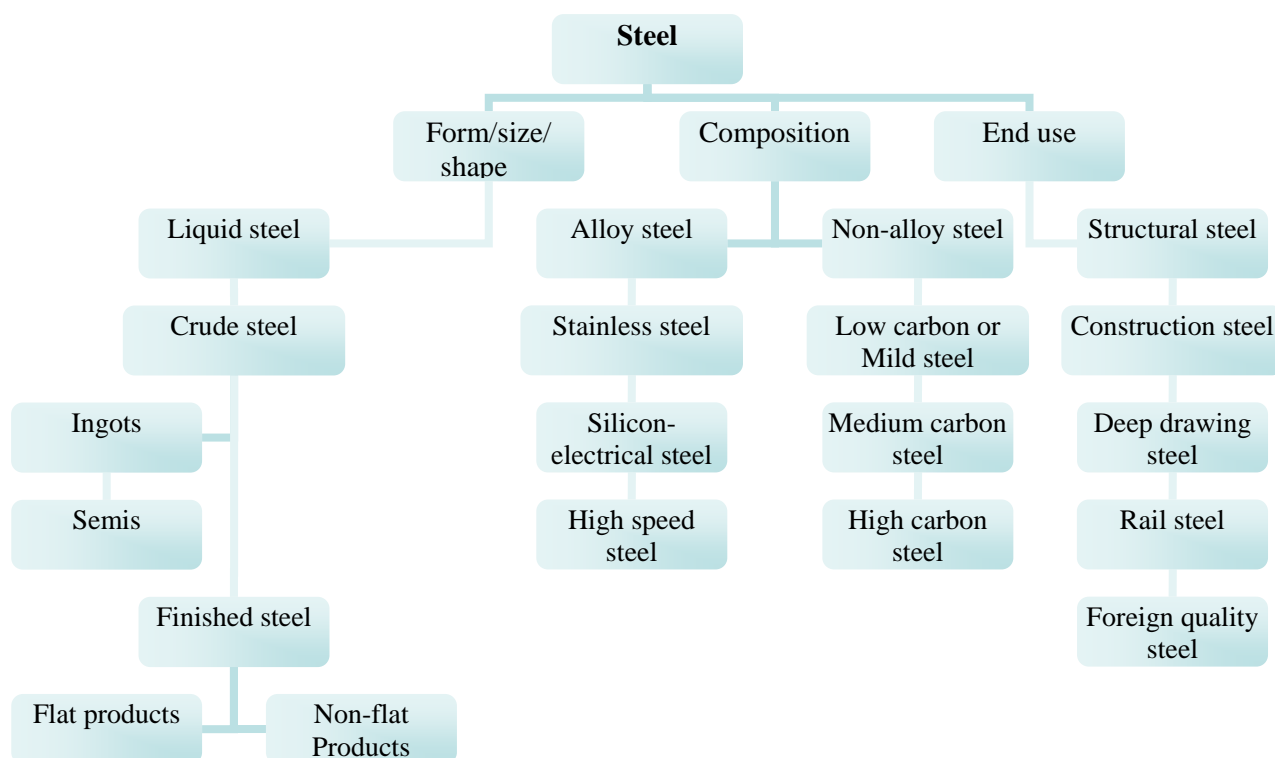 Steel
Form/size/
shape
Composition
End use
Liquid steel
Alloy steel
Non-alloy steel
Structural steel
Crude steel
Stainless steel
Low carbon or
Mild steel
Construction steel
Ingots
Silicon-
electrical steel
Medium carbon
steel
Deep drawing
steel
Semis
High speed
steel
High carbon
steel
Rail steel
Finished steel
Foreign quality
steel
Flat products
Non-flat
Products